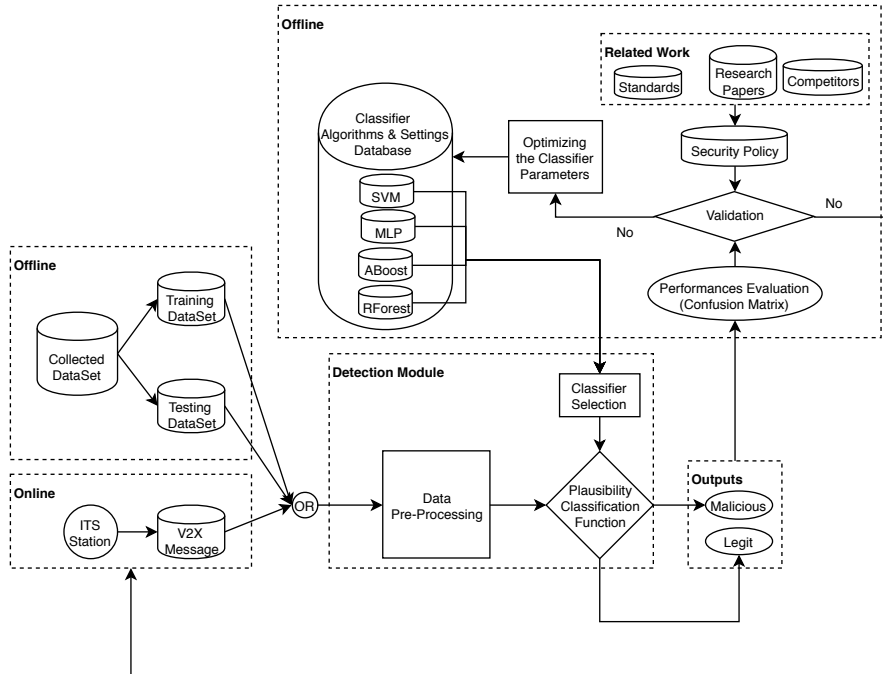 Offline
Related Work
Standards
Research
Papers
Competitors
Security Policy
Validation
No
No
Performances Evaluation
(Confusion Matrix)
Optimizing
the Classifier
Parameters
Classifier
Algorithms & Settings
Database
SVM
MLP
ABoost
RForest
Offline
Collected
DataSet
Training
DataSet
Testing
DataSet
Online
ITS
Station
V2X
Message
OR
Detection Module
Data
Pre-Processing
Classifier
Selection
Plausibility
Classification
Function
Outputs
Malicious
Legit